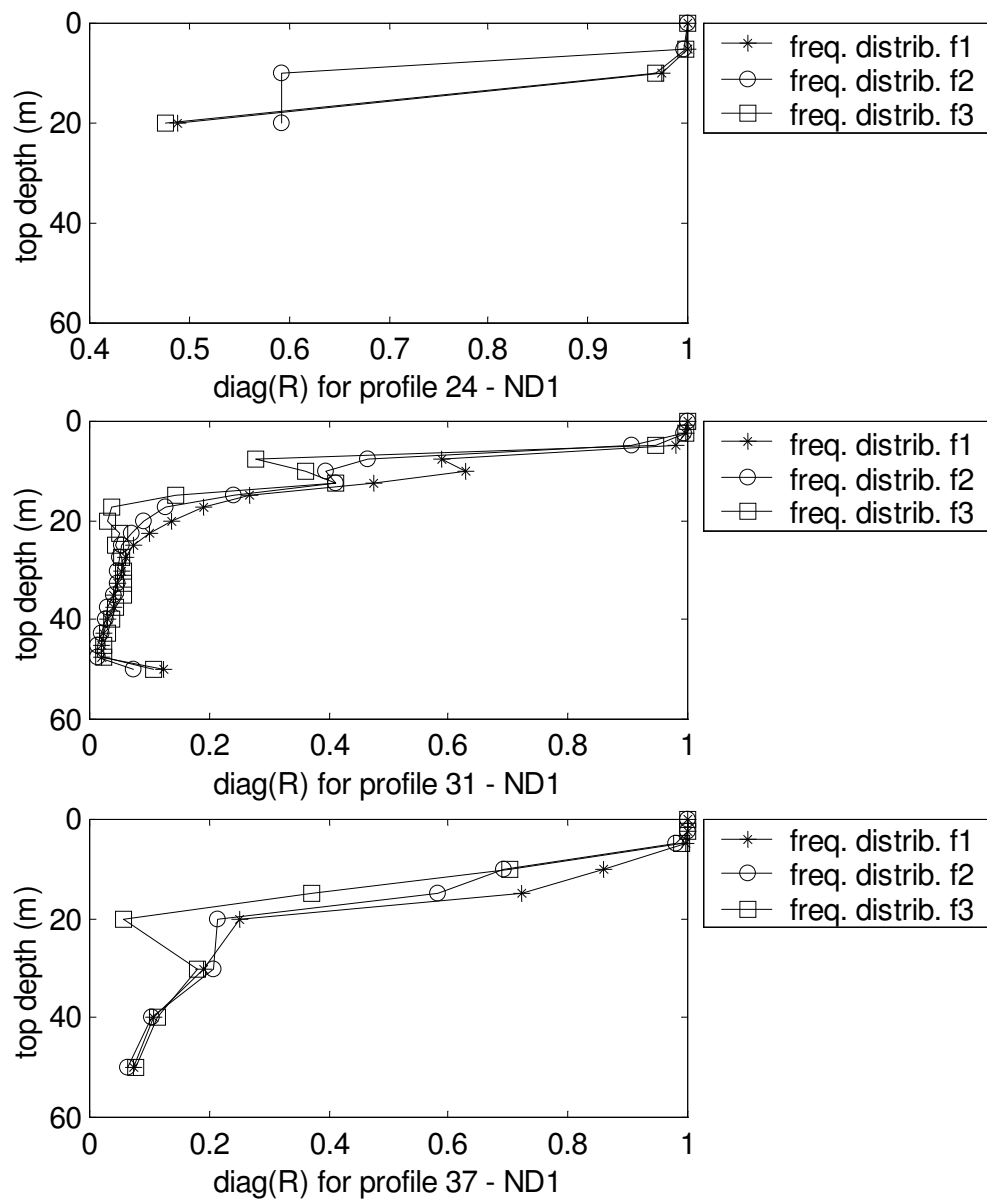 0
20
40
60
top depth (m)
0.4 0.5 0.6 0.7 0.8 0.9 1
diag(R) for profile 24 - ND1
freq. distrib. f1
freq. distrib. f2
freq. distrib. f3
0
20
40
60
top depth (m)
0 0.2 0.4 0.6 0.8 1
diag(R) for profile 31 - ND1
freq. distrib. f1
freq. distrib. f2
freq. distrib. f3
0
20
40
60
top depth (m)
0 0.2 0.4 0.6 0.8 1
diag(R) for profile 37 - ND1
freq. distrib. f1
freq. distrib. f2
freq. distrib. f3